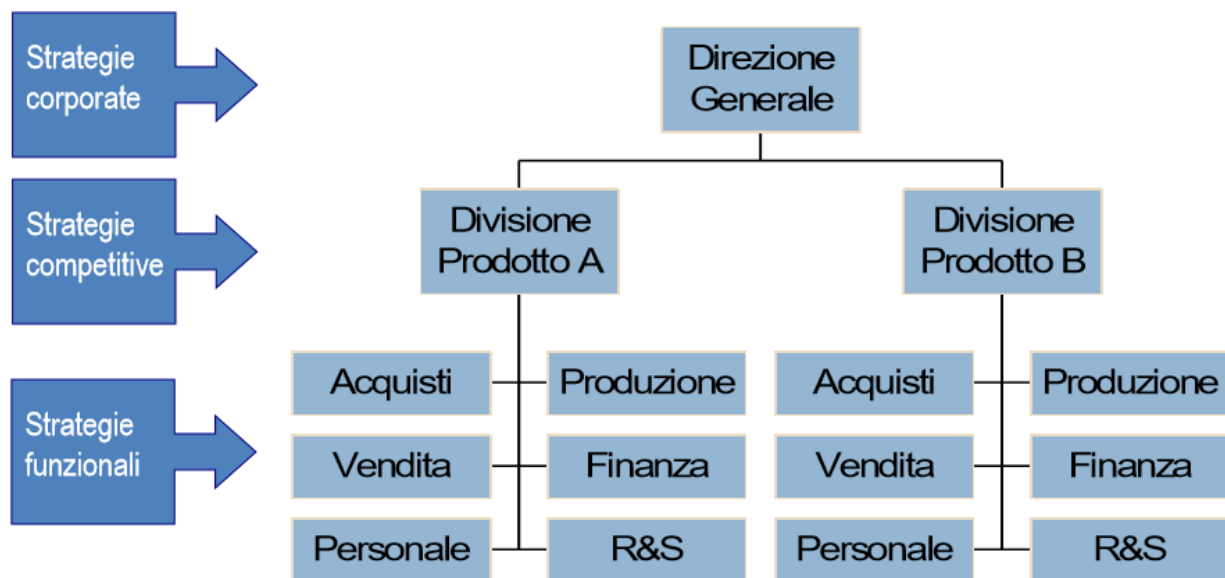 Strategie
corporate
Direzione
Generale
Strategie
competitive
Divisione
Prodotto A
Divisione
Prodotto B
Strategie
funzionali
Acquisti
Produzione
Acquisti
Produzione
Vendita
Finanza
Vendita
Finanza
Personale
R&S
Personale
R&S